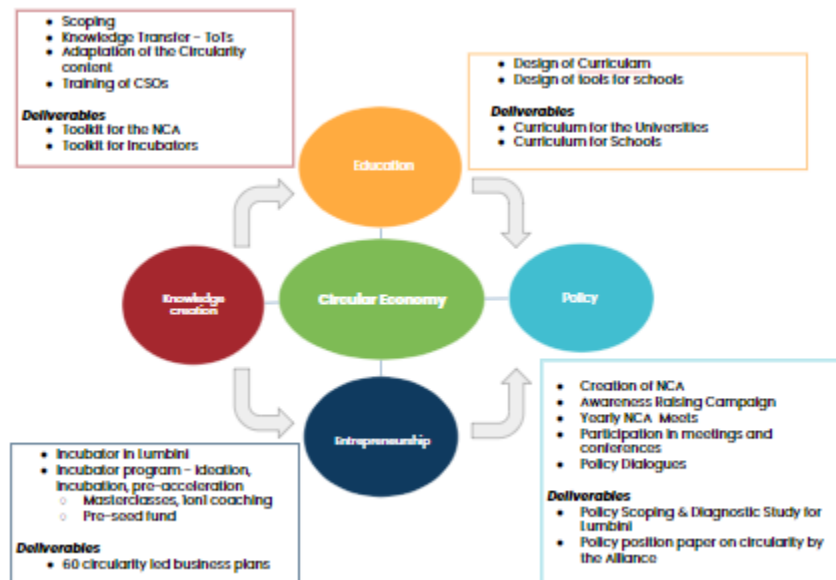 Scoping
Knowledge Transfer – ToTs
Adaptation of the Circularity
content
Training of CSOs
Deliverables
Toolkit for the NCA
Toolkit for Incubators
Design of Curriculam
Design of tools for schools
Deliverables
Curriculum for the Universities
Curriculum for Schools
Education
Knowledge
creation
Circular Economy
Policy
Entrepreneurship
Incubator in Lumbini
Incubator program – ideation,
incubation, pre-acceleration
Masterclasses, 1on1 coaching
Pre-seed fund
Deliverables
60 circularity led business plans
Creation of NCA
Awareness Raising Campaign
Yearly NCA Meets
Participation in meetings and
conferences
Policy Dialogues
Deliverables
Policy Scoping & Diagnostic Study for
Lumbini
Policy position paper on circularity by
the Alliance